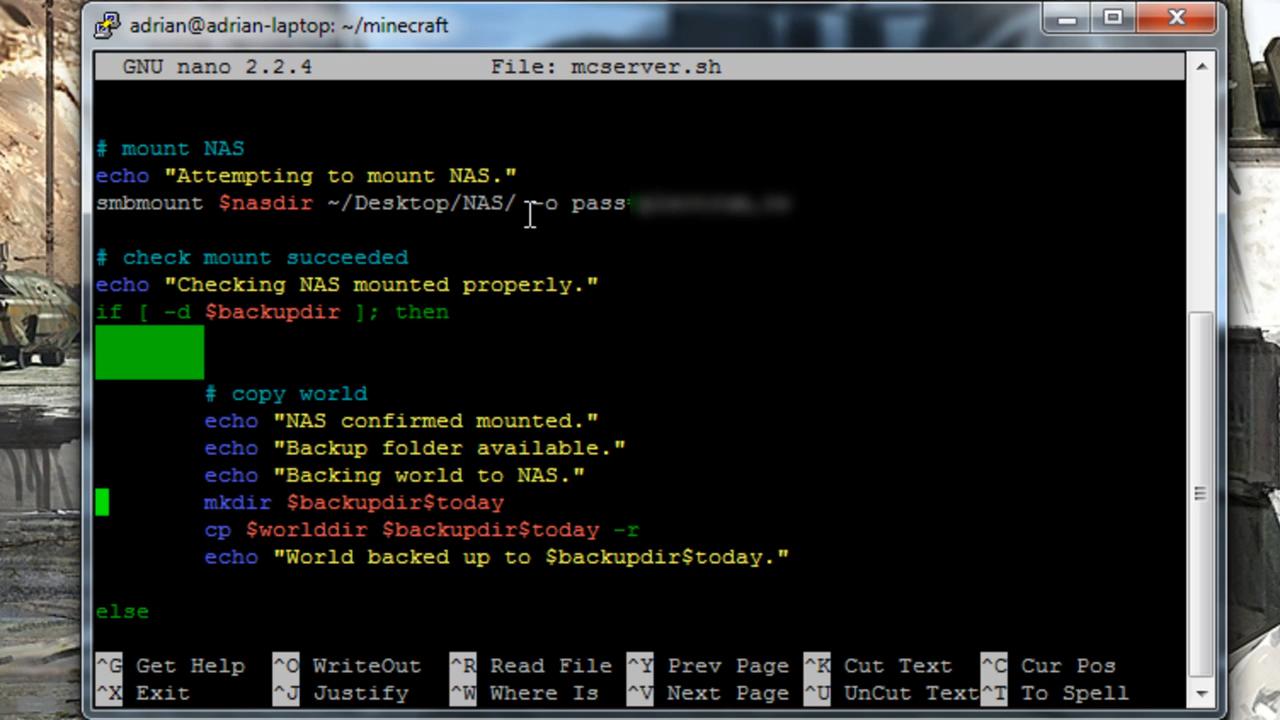 adrian@adrian-laptop: ~/minecraft
GNU nano 2.2.4 File: mcserver.sh
# mount NAS
echo "Attempting to mount NAS."
smbmount $nasdir ~/Desktop/NAS/ -o pass
# check mount succeeded
echo "Checking NAS mounted properly."
if [ -d $backupdir ]; then
# copy world
echo "NAS confirmed mounted."
echo "Backup folder available."
echo "Backing world to NAS."
mkdir $backupdir$today
cp $worlddir $backupdir$today -r
echo "World backed up to $backupdir$today."
else
^G Get Help ^O WriteOut ^R Read File ^Y Prev Page ^K Cut Text ^C Cur Pos
^X Exit ^J Justify ^W Where Is ^V Next Page ^U UnCut Text ^T To Spell